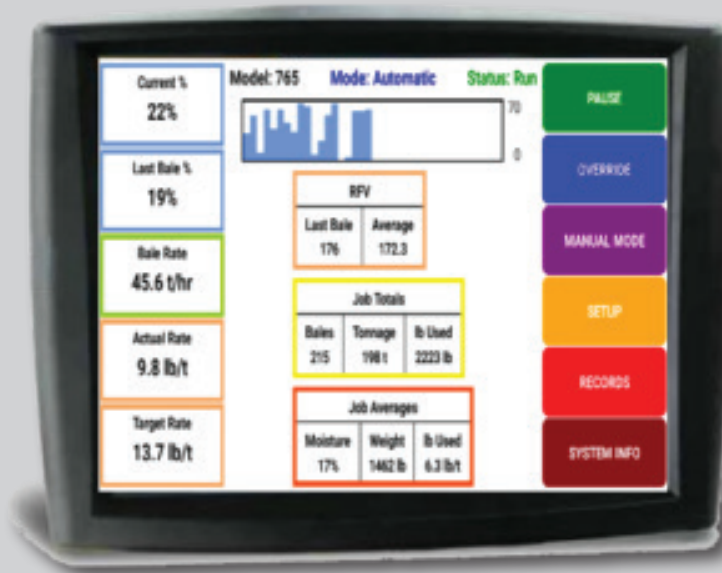 Model: 765 Mode: Automatic Status: Run
70
0
Current %
22%
Last Bale %
19%
Bale Rate
45.6 t/hr
Actual Rate
9.8 lb/t
Target Rate
13.7 lb/t
RFV
Last Bale Average
176 172.3
Job Totals
Bales Tonnage lb Used
215 198 t 2223 lb
Job Averages
Moisture Weight lb Used
17% 1462 lb 6.3 lb/t
PAUSE
OVERRIDE
MANUAL MODE
SETUP
RECORDS
SYSTEM INFO